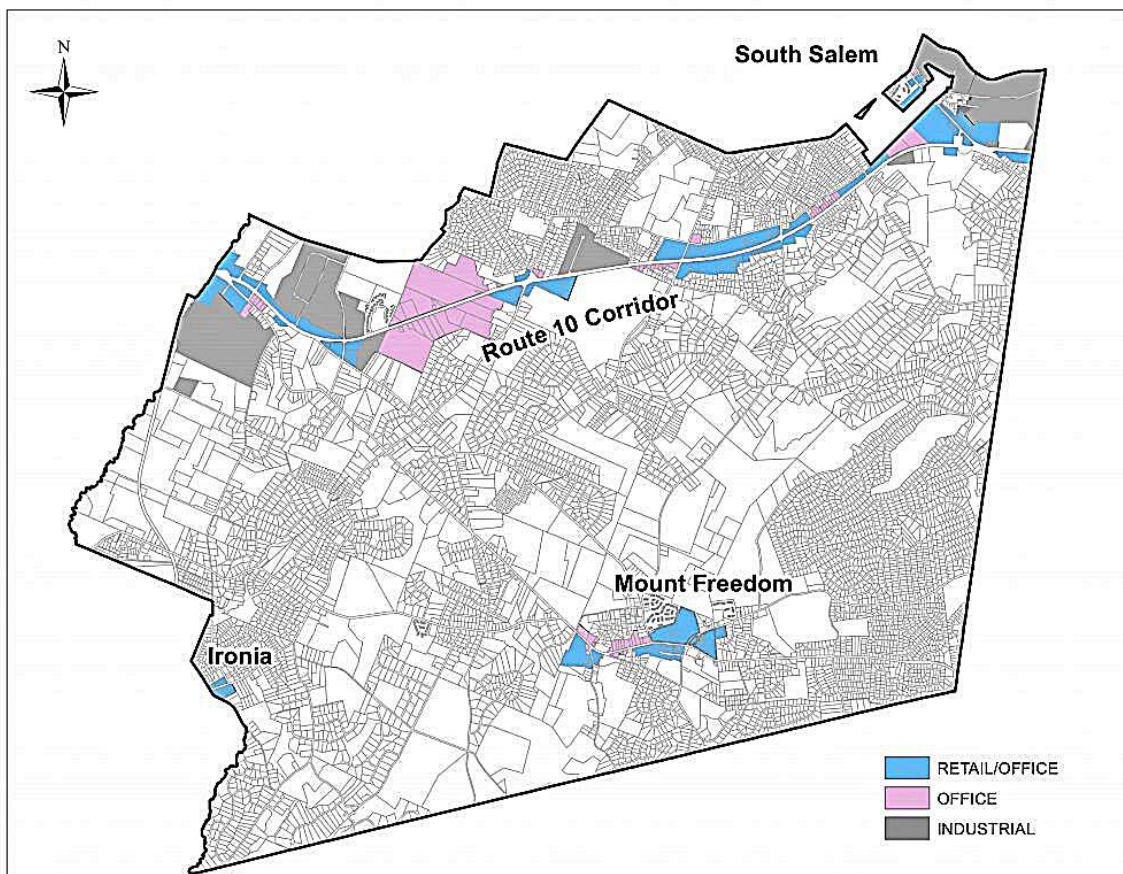 N
South Salem
Route 10 Corridor
Mount Freedom
Ironia
RETAIL/OFFICE
OFFICE
INDUSTRIAL